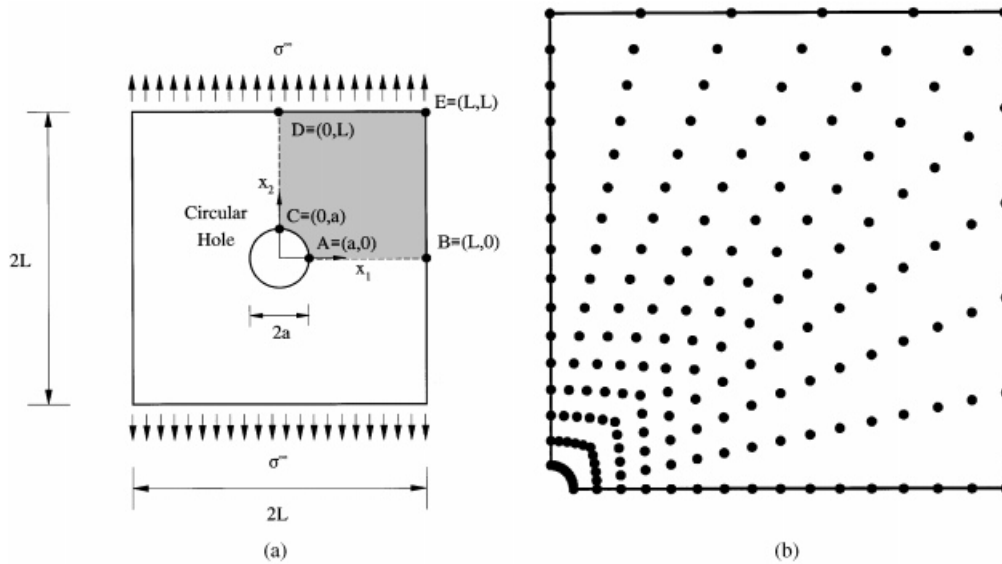 σ∞
E≡(L,L)
D≡(0,L)
x2
Circular
Hole
C≡(0,a)
A≡(a,0)
B≡(L,0)
x1
2L
2a
σ∞
2L
(a)
(b)